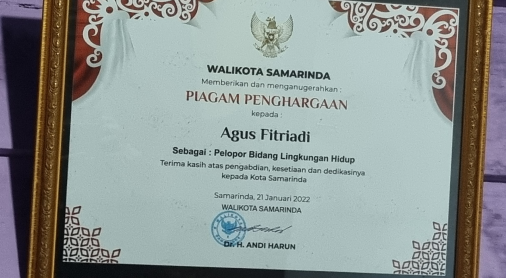 WALIKOTA SAMARINDA
Memberikan dan menganugerahkan :
PIAGAM PENGHARGAAN
kepada :
Agus Fitriadi
Sebagai : Pelopor Bidang Lingkungan Hidup
Terima kasih atas pengabdian, kesetiaan dan dedikasinya
kepada Kota Samarinda
Samarinda, 21 Januari 2022
WALIKOTA SAMARINDA
Dr. H. ANDI HARUN